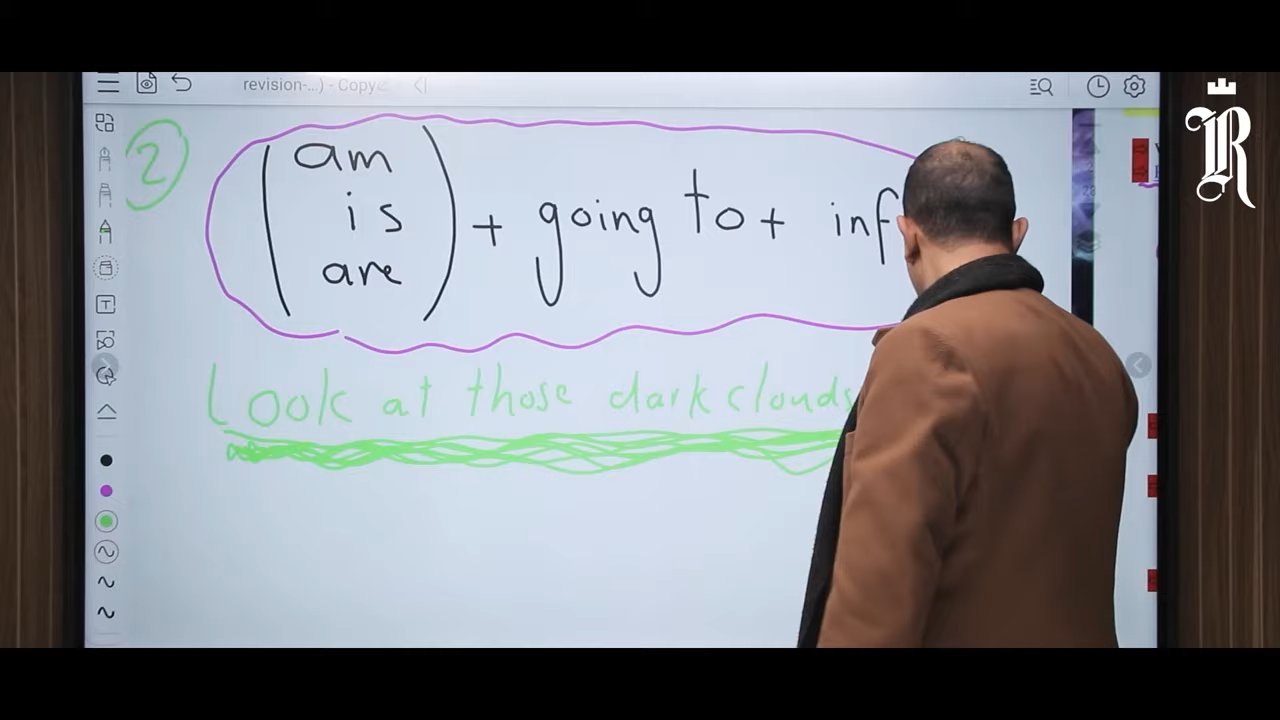 revision-...) - Copy
2
am
is
are
+ going to + inf
Look at those dark clouds
R